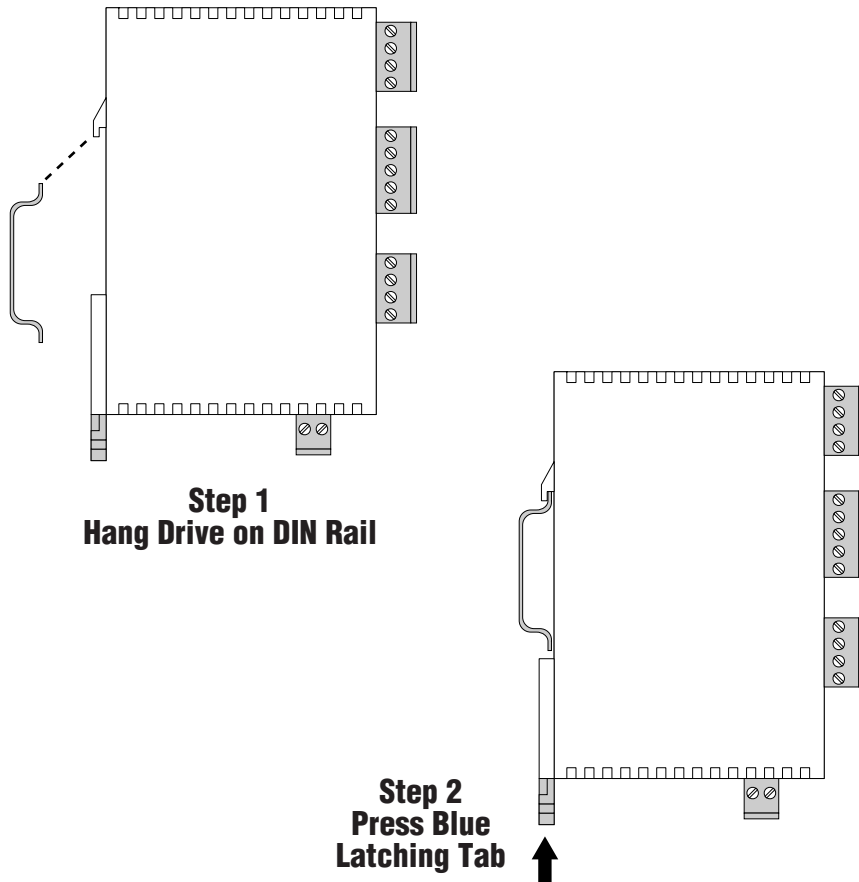 Step 1
Hang Drive on DIN Rail
Step 2
Press Blue
Latching Tab